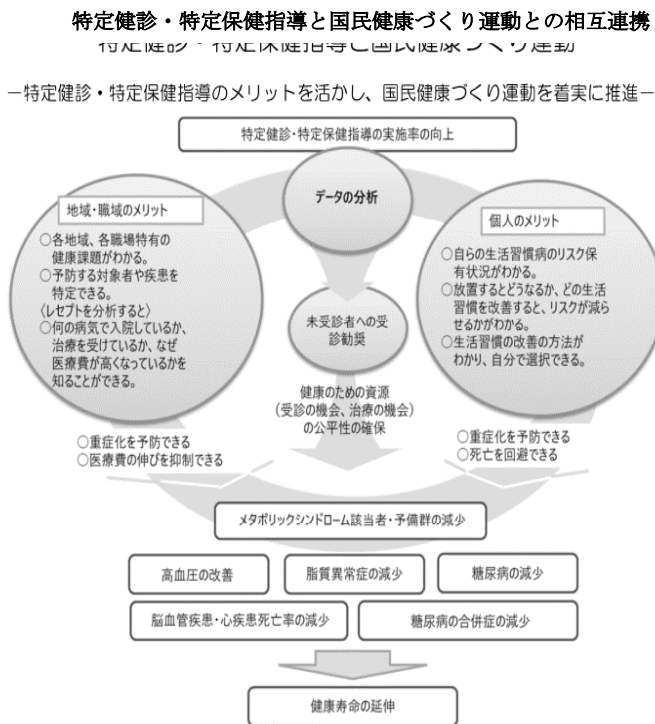 特定健診・特定保健指導と国民健康づくり運動との相互連携
特定健診・特定保健指導と国民健康づくり運動
－特定健診・特定保健指導のメリットを活かし、国民健康づくり運動を着実に推進－
特定健診・特定保健指導の実施率の向上
データの分析
地域・職域のメリット
○各地域、各職場特有の
健康課題がわかる。
○予防する対象者や疾患を
特定できる。
〈レセプトを分析すると〉
○何の病気で入院しているか、
治療を受けているか、なぜ
医療費が高くなっているかを
知ることができる。
個人のメリット
○自らの生活習慣病のリスク保
有状況がわかる。
○放置するとどうなるか、どの生活
習慣を改善すると、リスクが減ら
せるかがわかる。
○生活習慣の改善の方法が
わかり、自分で選択できる。
未受診者への受
診勧奨
健康のための資源
（受診の機会、治療の機会）
の公平性の確保
○重症化を予防できる
○医療費の伸びを抑制できる
○重症化を予防できる
○死亡を回避できる
メタボリックシンドローム該当者・予備群の減少
高血圧の改善
脂質異常症の減少
糖尿病の減少
脳血管疾患・心疾患死亡率の減少
糖尿病の合併症の減少
健康寿命の延伸